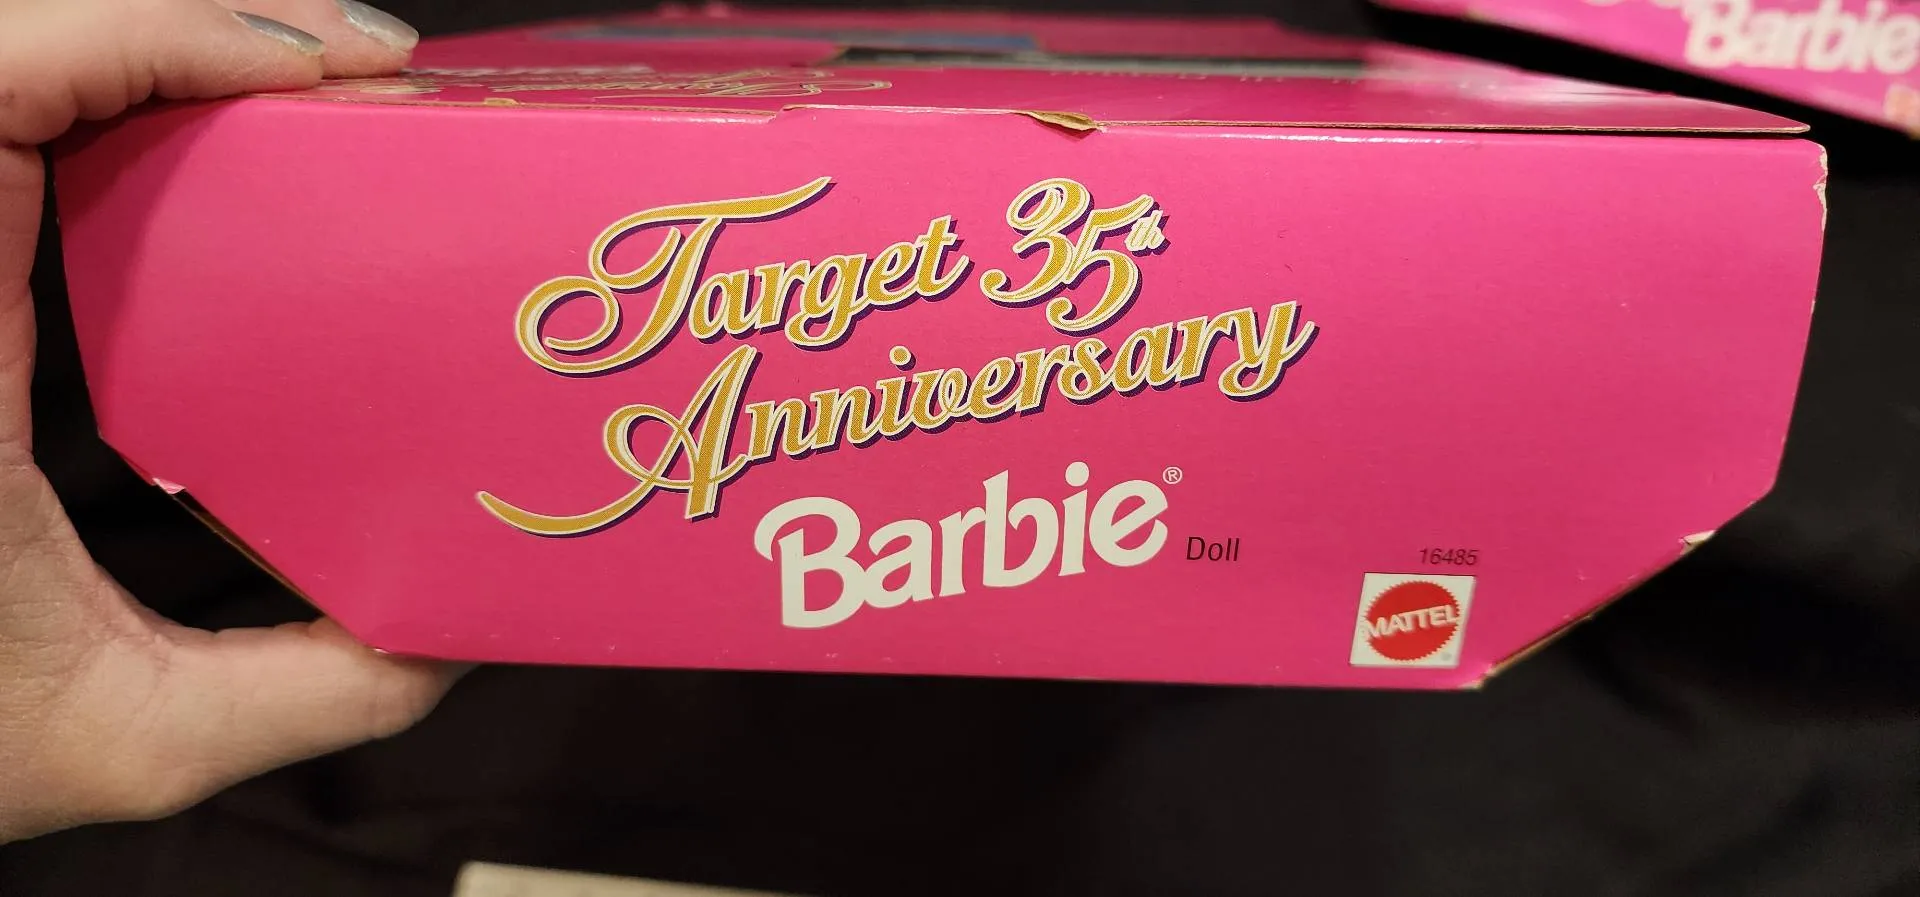 Barbie
Target 35th
Anniversary
Barbie® Doll
16485
MATTEL